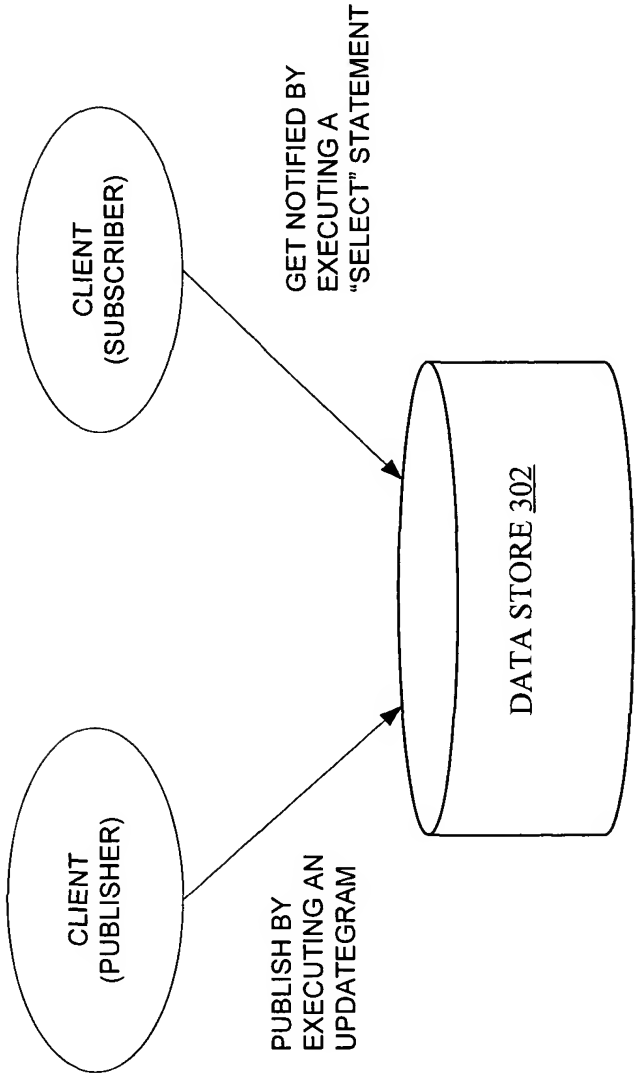 CLIENT
(PUBLISHER)
CLIENT
(SUBSCRIBER)
PUBLISH BY
EXECUTING AN
UPDATEGRAM
GET NOTIFIED BY
EXECUTING A
“SELECT” STATEMENT
DATA STORE 302